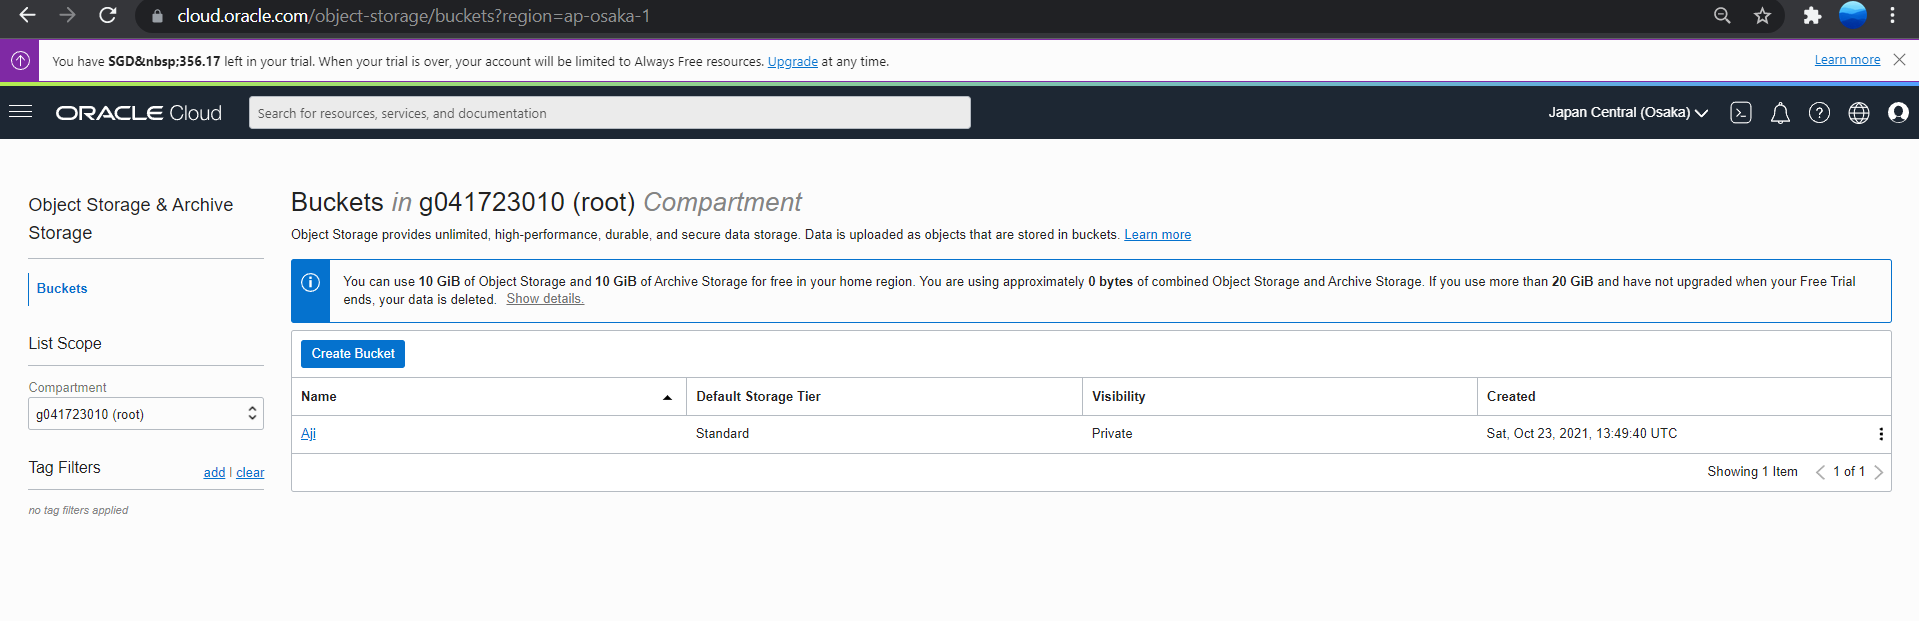 cloud.oracle.com/object-storage/buckets?region=ap-osaka-1
You have SGD&nbsp;356.17 left in your trial. When your trial is over, your account will be limited to Always Free resources. Upgrade at any time.
Learn more
ORACLE Cloud
Search for resources, services, and documentation
Japan Central (Osaka)
Object Storage & Archive
Storage
Buckets
List Scope
Compartment
g041723010 (root)
Tag Filters
add | clear
no tag filters applied
Buckets in g041723010 (root) Compartment
Object Storage provides unlimited, high-performance, durable, and secure data storage. Data is uploaded as objects that are stored in buckets. Learn more
You can use 10 GiB of Object Storage and 10 GiB of Archive Storage for free in your home region. You are using approximately 0 bytes of combined Object Storage and Archive Storage. If you use more than 20 GiB and have not upgraded when your Free Trial
ends, your data is deleted. Show details.
Create Bucket
Name Default Storage Tier Visibility Created
Aji Standard Private Sat, Oct 23, 2021, 13:49:40 UTC
Showing 1 Item < 1 of 1 >